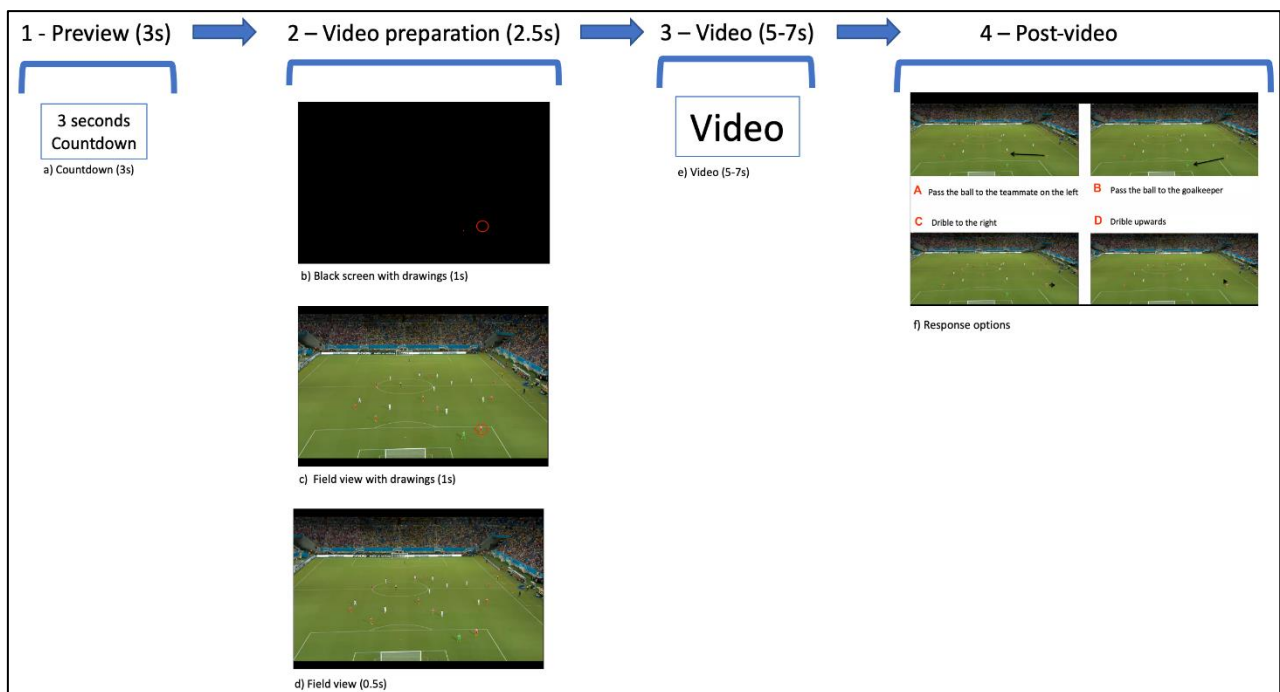 1 - Preview (3s)
2 – Video preparation (2.5s)
3 – Video (5-7s)
4 – Post-video
3 seconds
Countdown
a) Countdown (3s)
b) Black screen with drawings (1s)
c) Field view with drawings (1s)
d) Field view (0.5s)
Video
e) Video (5-7s)
A Pass the ball to the teammate on the left
B Pass the ball to the goalkeeper
C Drible to the right
D Drible upwards
f) Response options